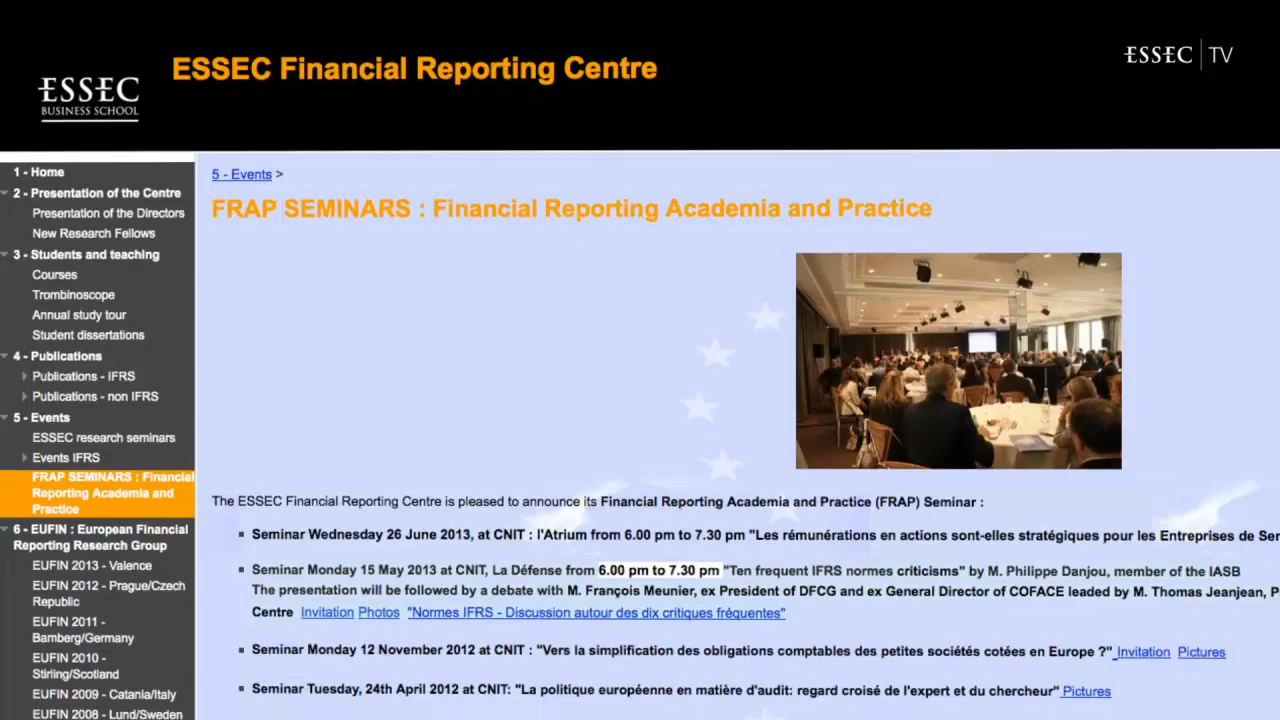 ESSEC Financial Reporting Centre
ESSEC
BUSINESS SCHOOL
ESSEC TV
1 - Home
2 - Presentation of the Centre
Presentation of the Directors
New Research Fellows
3 - Students and teaching
Courses
Trombinoscope
Annual study tour
Student dissertations
4 - Publications
Publications - IFRS
Publications - non IFRS
5 - Events
ESSEC research seminars
Events IFRS
FRAP SEMINARS : Financial
Reporting Academia and
Practice
6 - EUFIN : European Financial
Reporting Research Group
EUFIN 2013 - Valence
EUFIN 2012 - Prague/Czech
Republic
EUFIN 2011 -
Bamberg/Germany
EUFIN 2010 -
Stirling/Scotland
EUFIN 2009 - Catania/Italy
EUFIN 2008 - Lund/Sweden
5 - Events >
FRAP SEMINARS : Financial Reporting Academia and Practice
The ESSEC Financial Reporting Centre is pleased to announce its Financial Reporting Academia and Practice (FRAP) Seminar :
Seminar Wednesday 26 June 2013, at CNIT : l'Atrium from 6.00 pm to 7.30 pm "Les rémunérations en actions sont-elles stratégiques pour les Entreprises de Ser
Seminar Monday 15 May 2013 at CNIT, La Défense from 6.00 pm to 7.30 pm "Ten frequent IFRS normes criticisms" by M. Philippe Danjou, member of the IASB
The presentation will be followed by a debate with M. François Meunier, ex President of DFCG and ex General Director of COFACE leaded by M. Thomas Jeanjean, P
Centre Invitation Photos "Normes IFRS - Discussion autour des dix critiques fréquentes"
Seminar Monday 12 November 2012 at CNIT : "Vers la simplification des obligations comptables des petites sociétés cotées en Europe ?" Invitation Pictures
Seminar Tuesday, 24th April 2012 at CNIT: "La politique européenne en matière d'audit: regard croisé de l'expert et du chercheur" Pictures